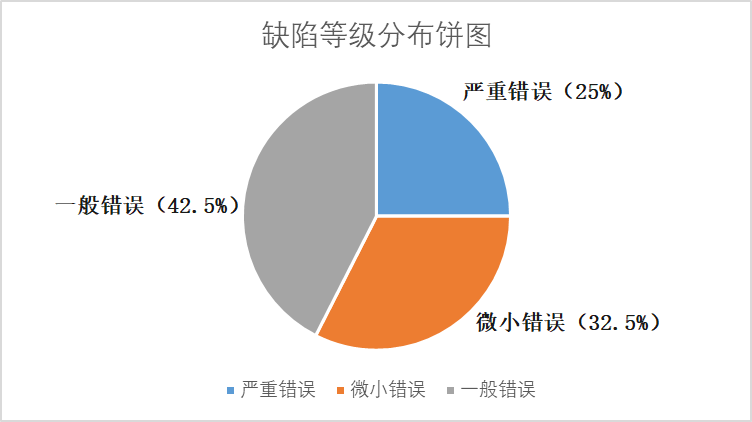 缺陷等级分布饼图
严重错误（25%）
一般错误（42.5%）
微小错误（32.5%）
严重错误 微小错误 一般错误